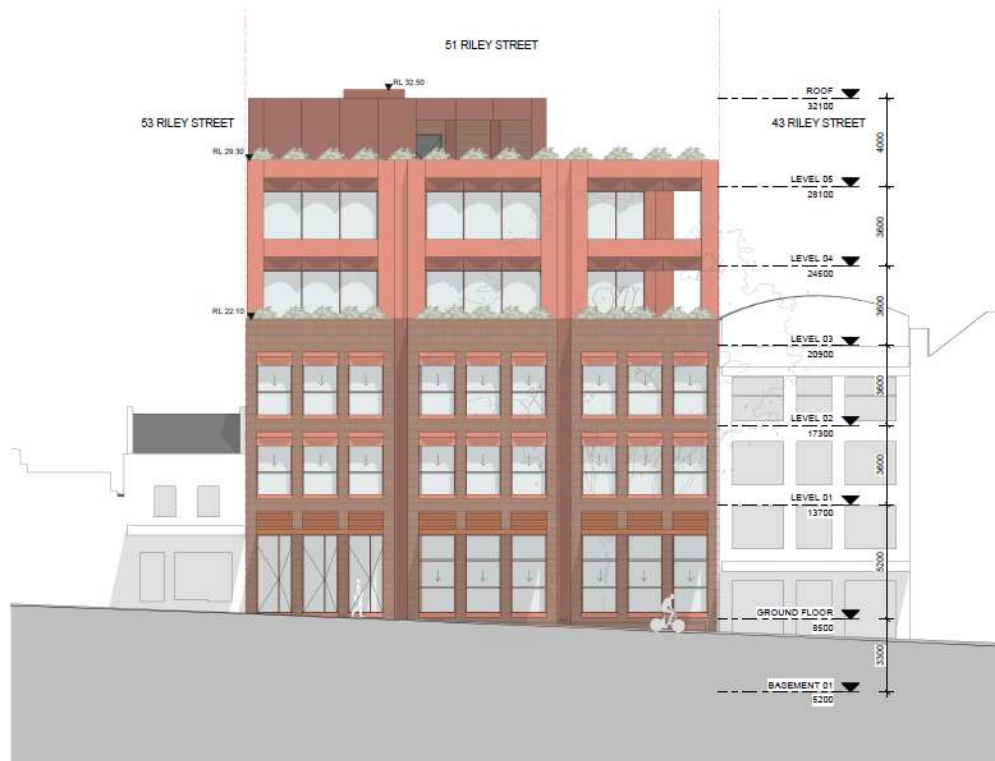 51 RILEY STREET
RL 32.50
ROOF
32100
53 RILEY STREET
43 RILEY STREET
4000
RL 29.30
LEVEL 05
28100
3600
LEVEL 04
24500
3600
RL 22.10
LEVEL 03
20900
3600
LEVEL 02
17300
3600
LEVEL 01
13700
5200
GROUND FLOOR
8500
3300
BASEMENT 01
5200